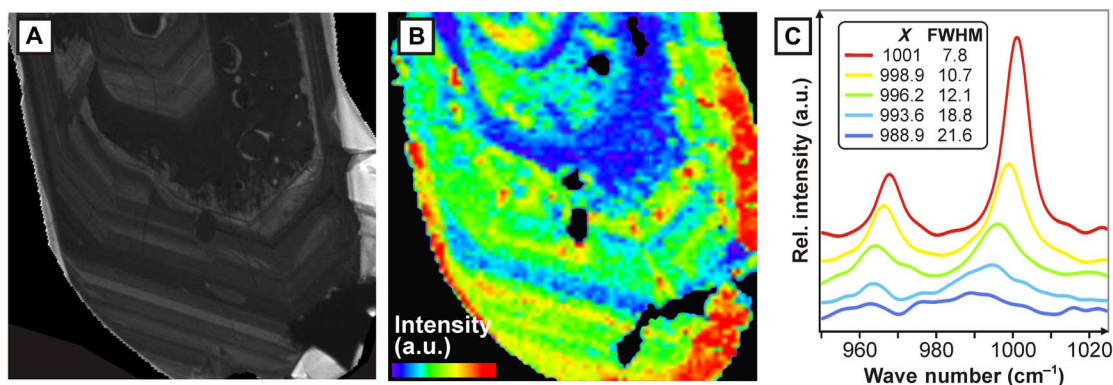 A
B
Intensity
(a.u.)
C
Rel. intensity (a.u.)
X FWHM
1001 7.8
998.9 10.7
996.2 12.1
993.6 18.8
988.9 21.6
960 980 1000 1020
Wave number (cm⁻¹)